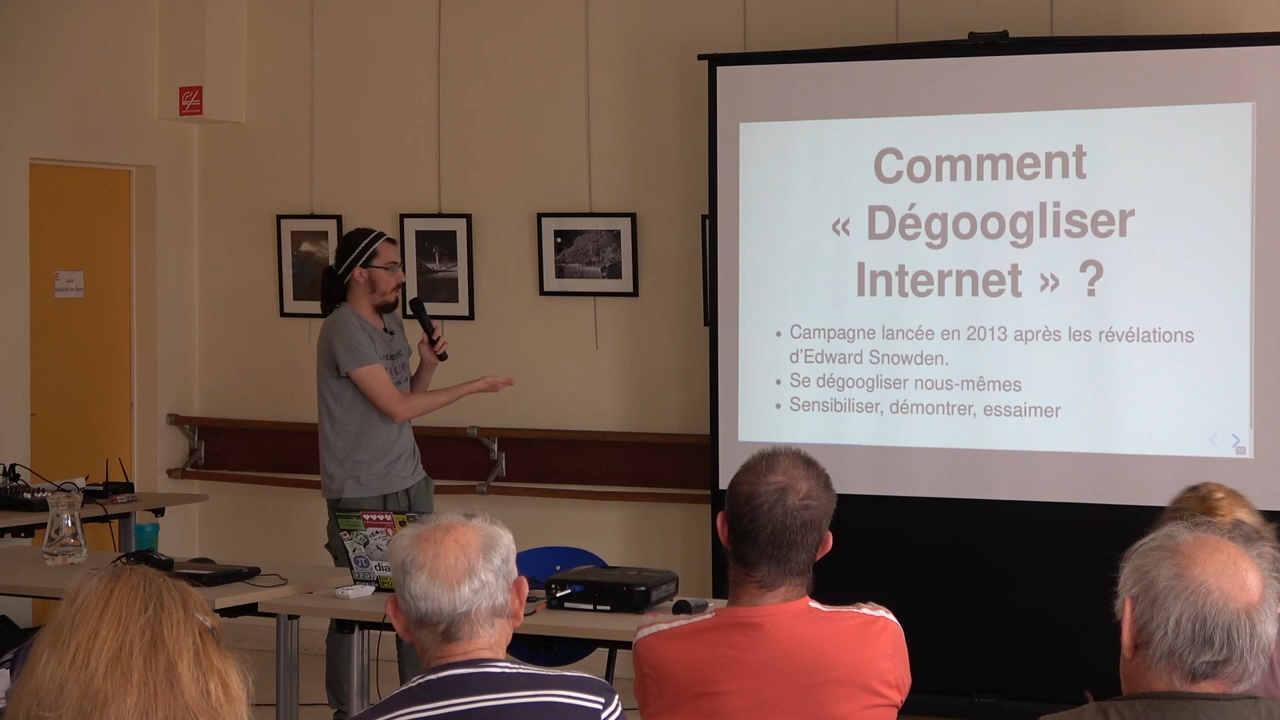 Comment
« Dégoogliser
Internet » ?
• Campagne lancée en 2013 après les révélations
d'Edward Snowden.
• Se dégoogliser nous-mêmes
• Sensibiliser, démontrer, essaimer
dia